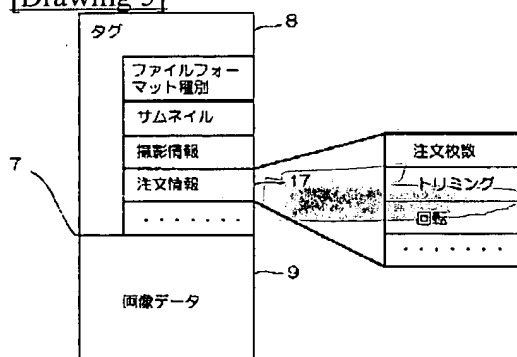 [Drawing 3]
タグ
8
ファイルフォー
マット種別
サムネイル
撮影情報
注文情報
17
・・・・・・・
7
9
画像データ
注文枚数
トリミング
回転
・・・・・・・